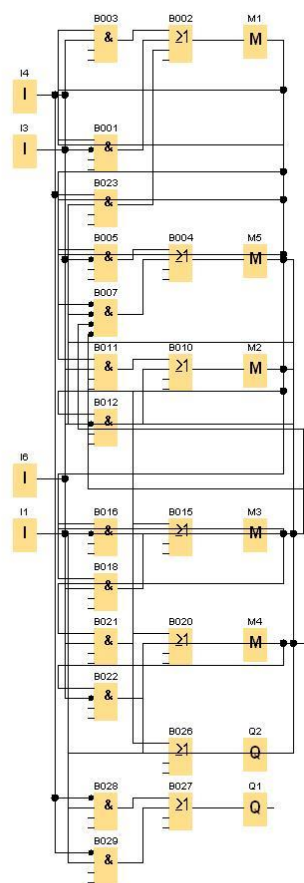 B003 B002 M1
& ≥1 M
I4
I
I3
I
B001
&
B023
&
B005 B004 M5
& ≥1 M
B007
&
B011 B010 M2
& ≥1 M
B012
&
I6
I
I1 B016 B015 M3
I & ≥1 M
B018
&
B021 B020 M4
& ≥1 M
B022
&
B026 Q2
≥1 Q
B028 B027 Q1
& ≥1 Q
B029
&